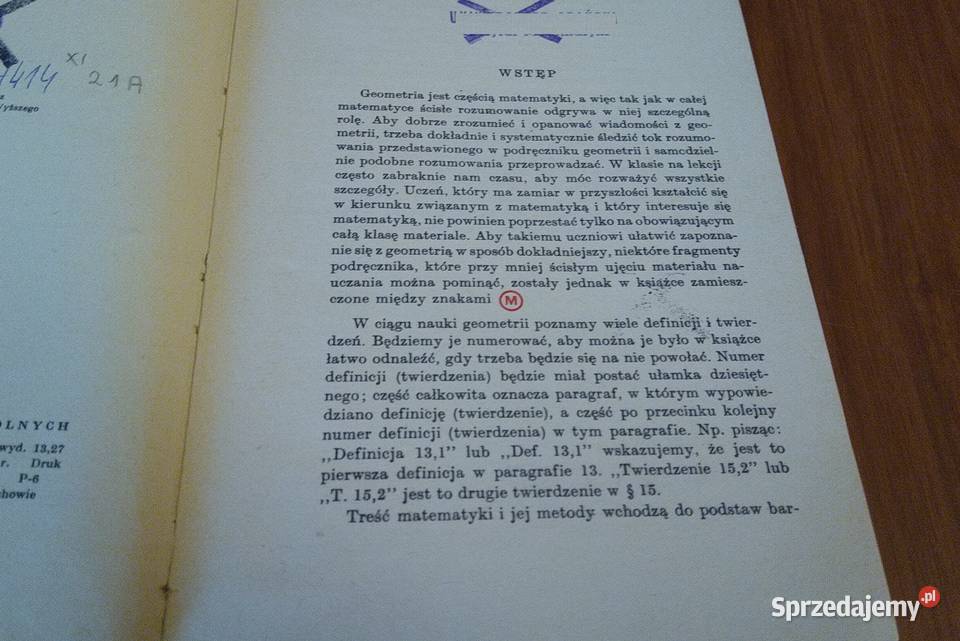 1414
XI
21A
yższego
OLNYCH
wyd. 13,27
r. Druk
P-6
howie
WSTĘP
Geometria jest częścią matematyki, a więc tak jak w całej
matematyce ścisłe rozumowanie odgrywa w niej szczególną
rolę. Aby dobrze zrozumieć i opanować wiadomości z geo-
metrii, trzeba dokładnie i systematycznie śledzić tok rozumo-
wania przedstawionego w podręczniku geometrii i samodziel-
nie podobne rozumowania przeprowadzać. W klasie na lekcji
często zabraknie nam czasu, aby móc rozważyć wszystkie
szczegóły. Uczeń, który ma zamiar w przyszłości kształcić się
w kierunku związanym z matematyką i który interesuje się
matematyką, nie powinien poprzestać tylko na obowiązującym
całą klasę materiale. Aby takiemu uczniowi ułatwić zapozna-
nie się z geometrią w sposób dokładniejszy, niektóre fragmenty
podręcznika, które przy mniej ścisłym ujęciu materiału na-
uczania można pominąć, zostały jednak w książce zamiesz-
czone między znakami M
W ciągu nauki geometrii poznamy wiele definicji i twier-
dzeń. Będziemy je numerować, aby można je było w książce
łatwo odnaleźć, gdy trzeba będzie się na nie powołać. Numer
definicji (twierdzenia) będzie miał postać ułamka dziesięt-
nego; część całkowita oznacza paragraf, w którym wypowie-
dziano definicję (twierdzenie), a część po przecinku kolejny
numer definicji (twierdzenia) w tym paragrafie. Np. pisząc:
„Definicja 13,1" lub „Def. 13,1" wskazujemy, że jest to
pierwsza definicja w paragrafie 13. „Twierdzenie 15,2" lub
„T. 15,2" jest to drugie twierdzenie w § 15.
Treść matematyki i jej metody wchodzą do podstaw bar-
Sprzedajemy.pl